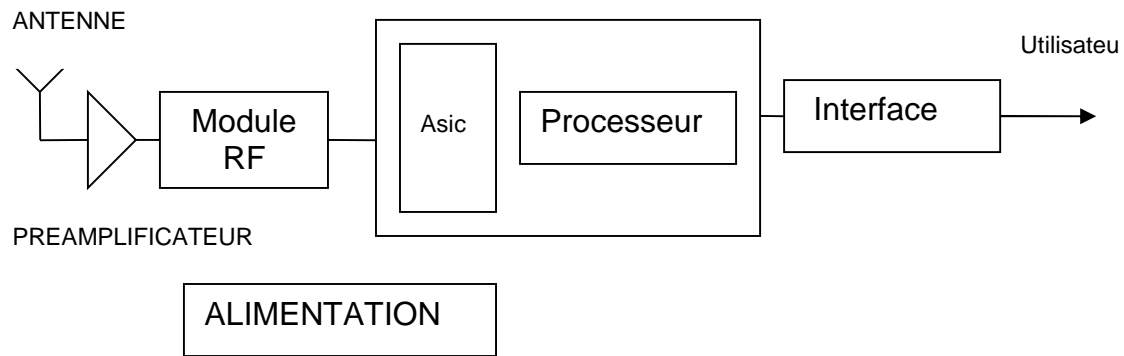 ANTENNE
Utilisateu
Module
RF
Asic
Processeur
Interface
PREAMPLIFICATEUR
ALIMENTATION